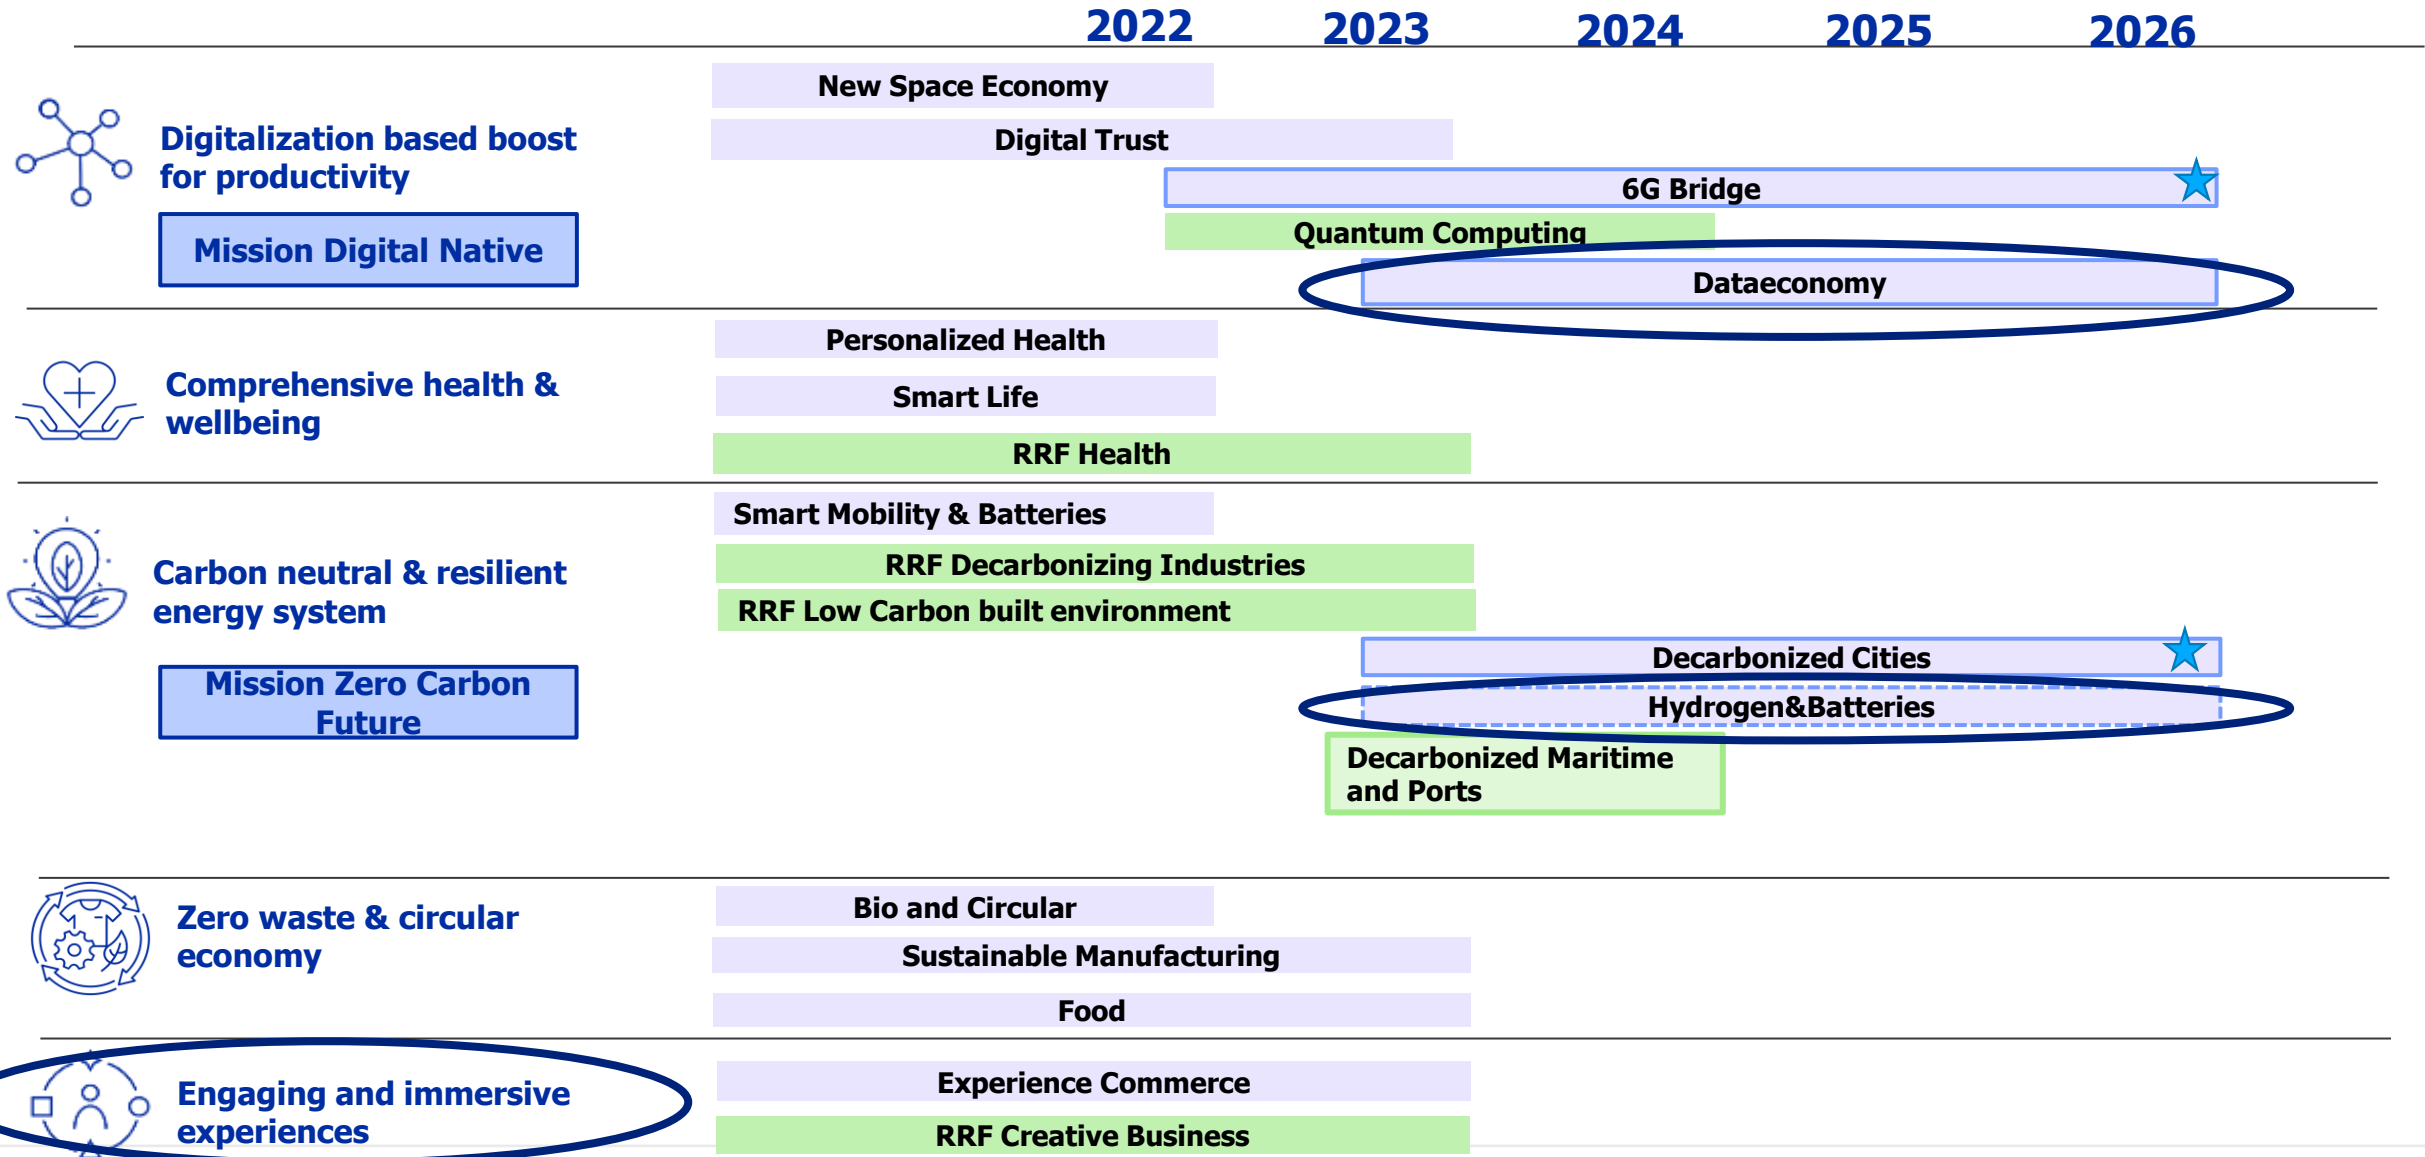 2022 2023 2024 2025 2026
New Space Economy
Digitalization based boost
for productivity
Digital Trust
6G Bridge
Mission Digital Native
Quantum Computing
Dataeconomy
Personalized Health
Comprehensive health &
wellbeing
Smart Life
RRF Health
Smart Mobility & Batteries
Carbon neutral & resilient
energy system
RRF Decarbonizing Industries
RRF Low Carbon built environment
Decarbonized Cities
Mission Zero Carbon
Future
Hydrogen&Batteries
Decarbonized Maritime
and Ports
Bio and Circular
Zero waste & circular
economy
Sustainable Manufacturing
Food
Engaging and immersive
experiences
Experience Commerce
RRF Creative Business